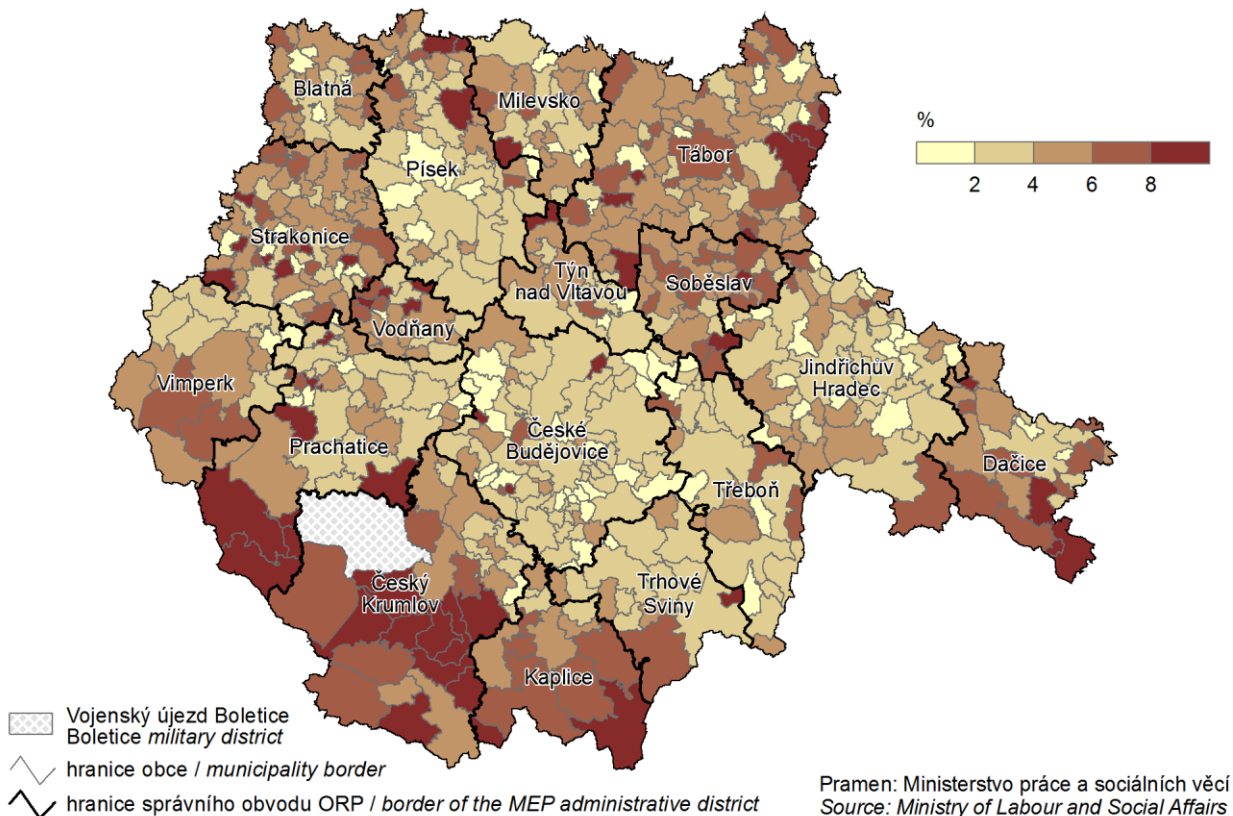 Blatná
Milevsko
Tábor
Písek
%
2 4 6 8
Strakonice
Týn
nad Vltavou
Soběslav
Vodňany
Vimperk
Jindřichův
Hradec
Prachatice
České
Budějovice
Třeboň
Dačice
Český
Krumlov
Trhové
Sviny
Kaplice
Vojenský újezd Boletice
Boletice military district
hranice obce / municipality border
hranice správního obvodu ORP / border of the MEP administrative district
Pramen: Ministerstvo práce a sociálních věcí
Source: Ministry of Labour and Social Affairs